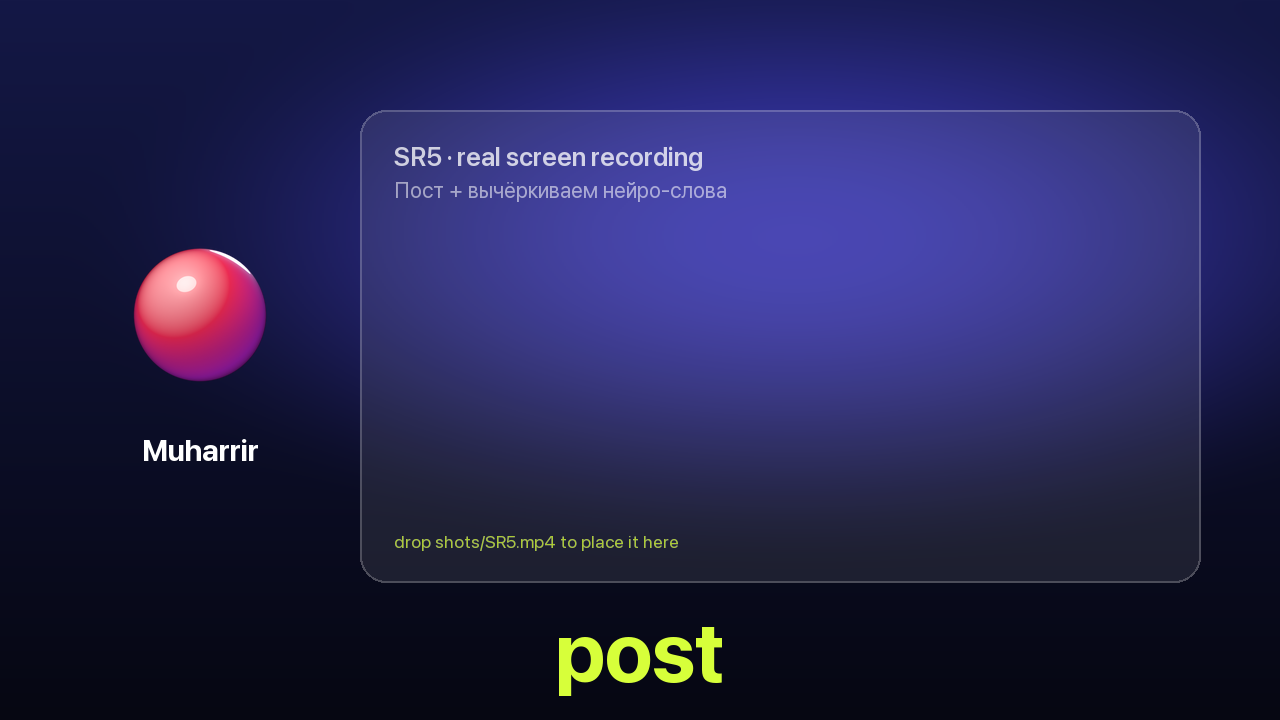 SR5 · real screen recording
Пост + вычёркиваем нейро-слова
Muharrir
drop shots/SR5.mp4 to place it here
post